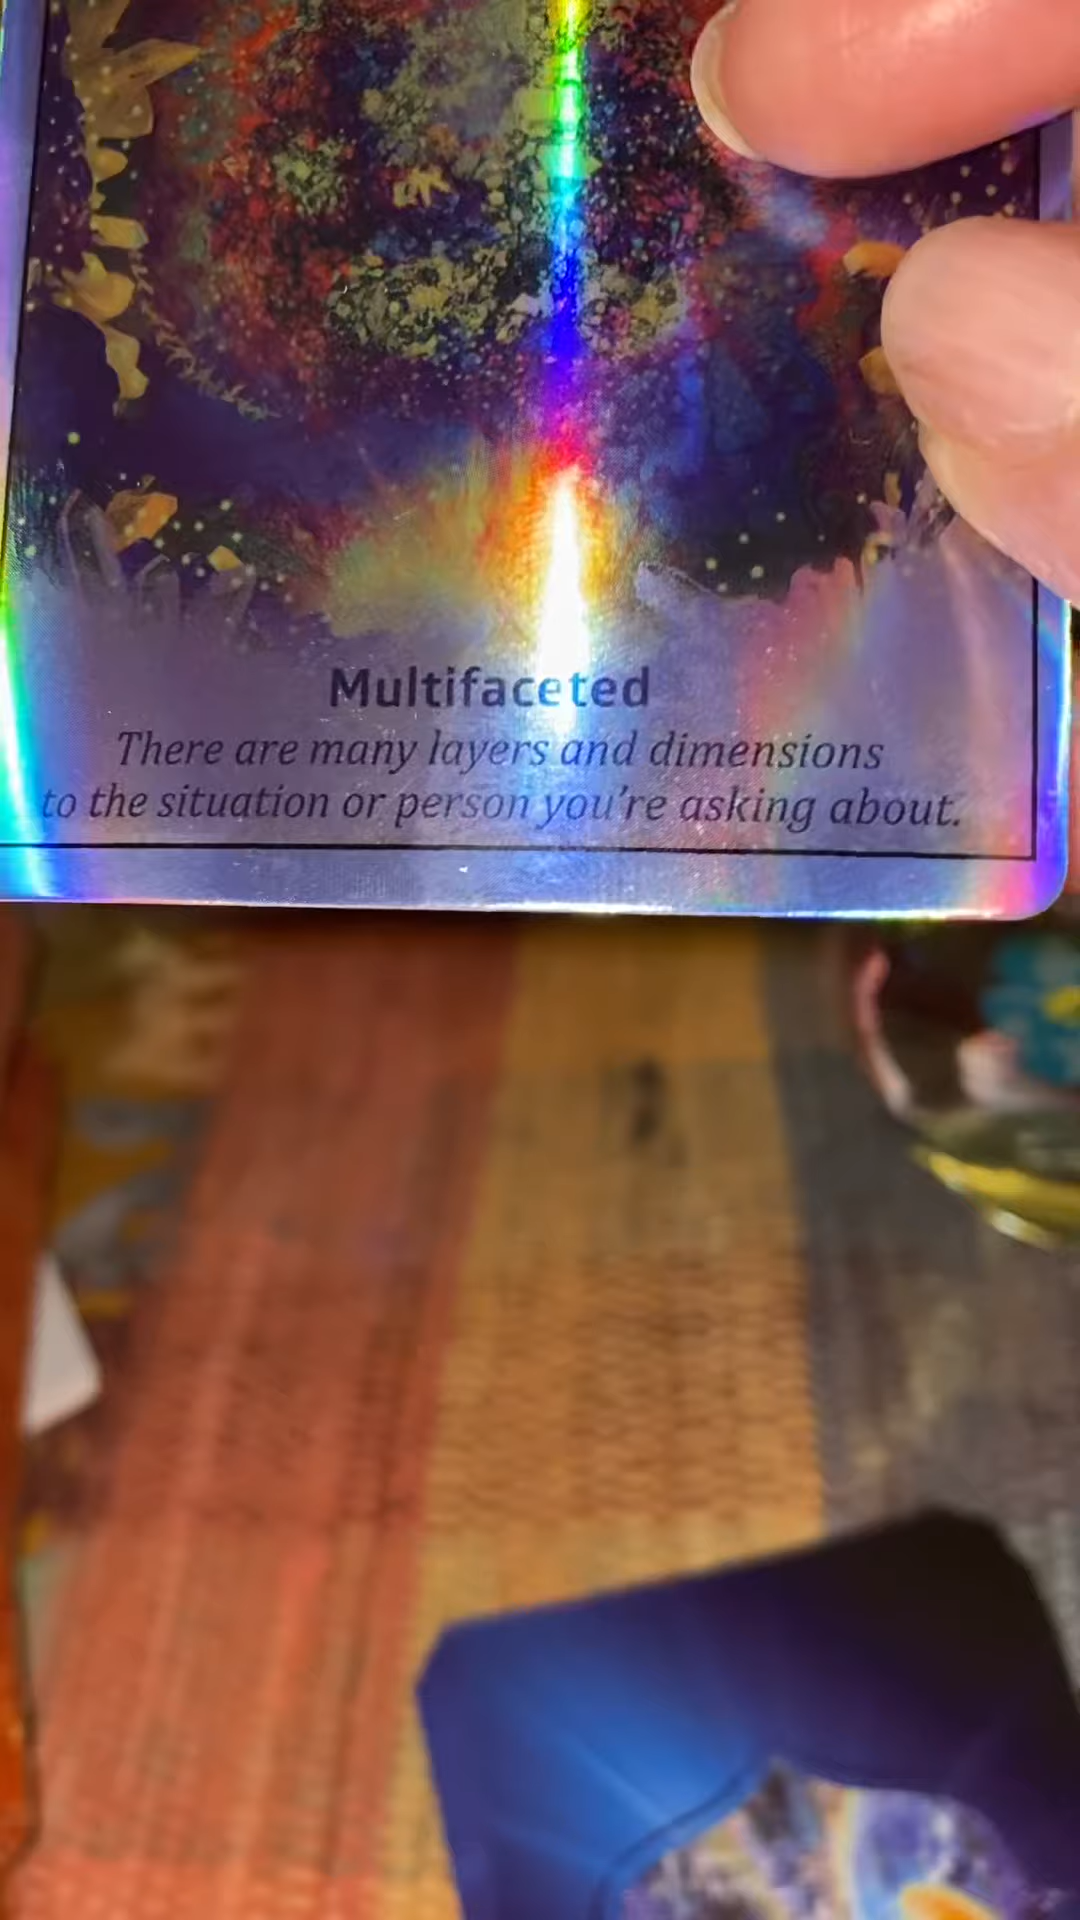 Multifaceted
There are many layers and dimensions
to the situation or person you're asking about.